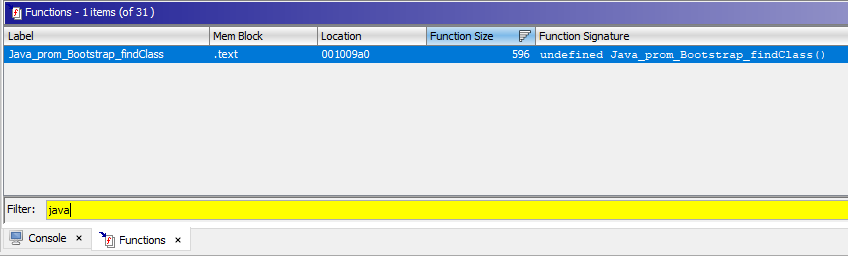 Functions - 1 items (of 31 )
Label Mem Block Location Function Size Function Signature
Java_prom_Bootstrap_findClass .text 001009a0 596 undefined Java_prom_Bootstrap_findClass()
Filter: java
Console × Functions ×